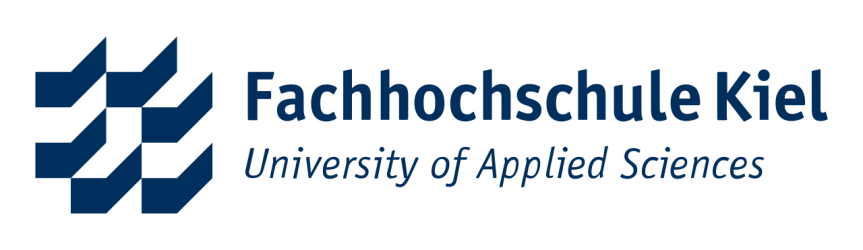 Fachhochschule Kiel
University of Applied Sciences